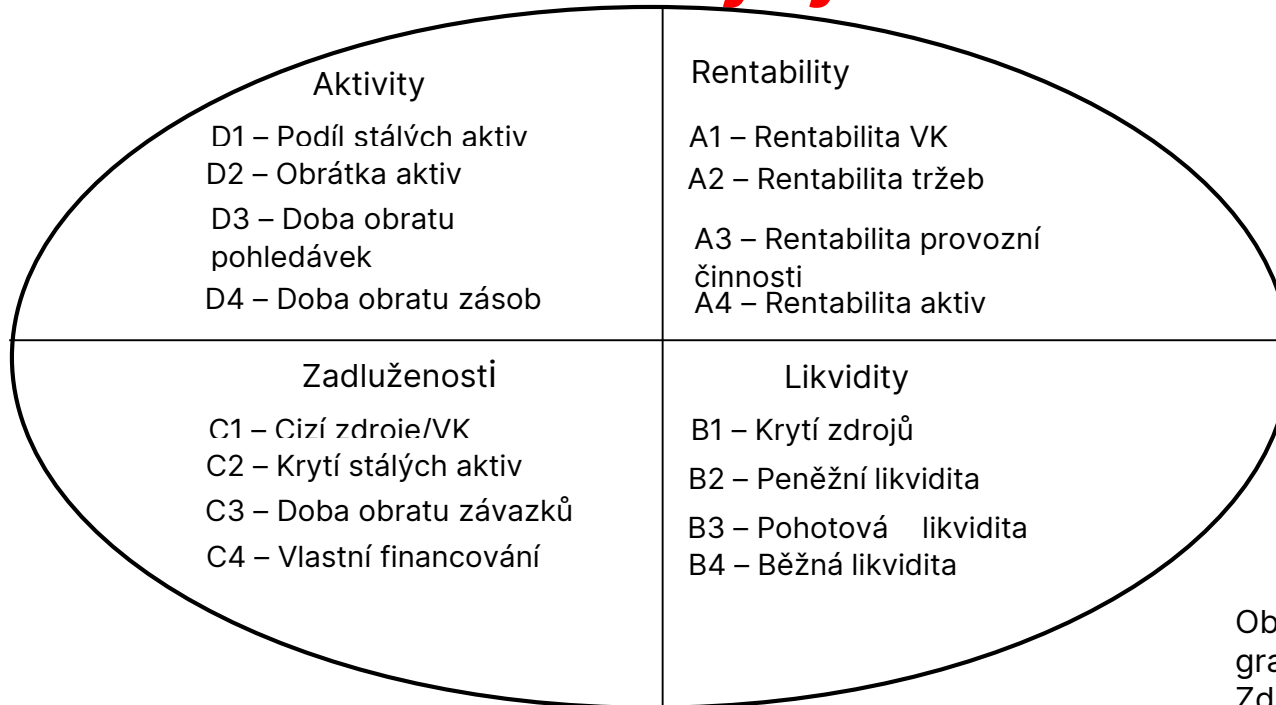 Aktivity
D1 – Podíl stálých aktiv
D2 – Obrátka aktiv
D3 – Doba obratu
pohledávek
D4 – Doba obratu zásob
Rentability
A1 – Rentabilita VK
A2 – Rentabilita tržeb
A3 – Rentabilita provozní
činnosti
A4 – Rentabilita aktiv
Zadluženosti
C1 – Cizí zdroje/VK
C2 – Krytí stálých aktiv
C3 – Doba obratu závazků
C4 – Vlastní financování
Likvidity
B1 – Krytí zdrojů
B2 – Peněžní likvidita
B3 – Pohotová likvidita
B4 – Běžná likvidita